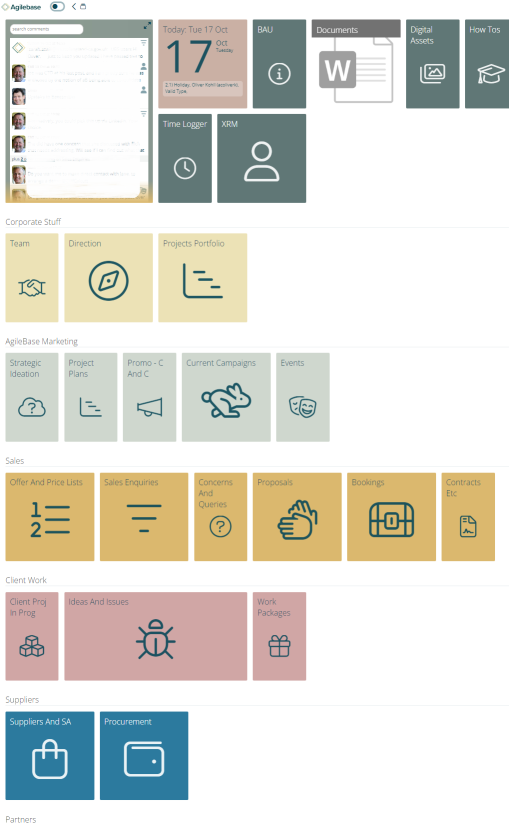 Agilebase
search comments
Today: Tue 17 Oct
17
Oct
Tuesday
BAU
Documents
W
Digital
Assets
How Tos
Time Logger
XRM
Corporate Stuff
Team
Direction
Projects Portfolio
AgileBase Marketing
Strategic
Ideation
?
Project
Plans
Promo - C
And C
Current Campaigns
Events
Sales
Offer And Price Lists
1
2
Sales Enquiries
Concerns
And
Queries
?
Proposals
Bookings
Contracts
Etc
Client Work
Client Proj
In Prog
Ideas And Issues
Work
Packages
Suppliers
Suppliers And SA
Procurement
Partners